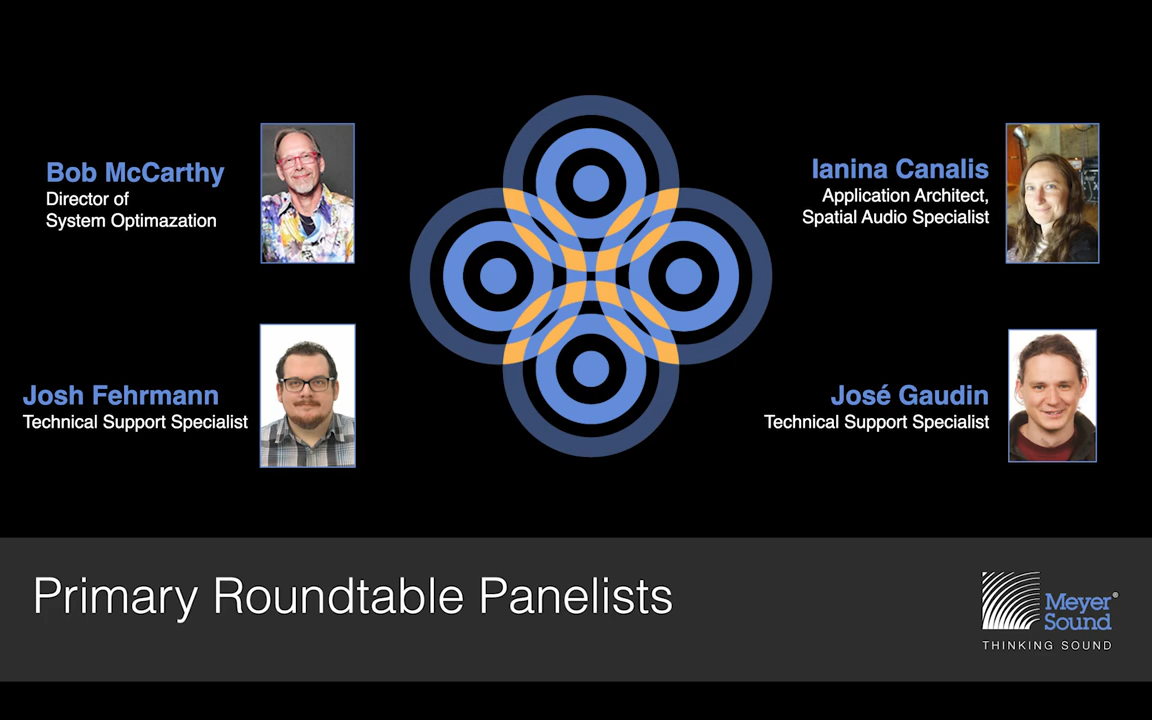 Bob McCarthy
Director of
System Optimazation
Ianina Canalis
Application Architect,
Spatial Audio Specialist
Josh Fehrmann
Technical Support Specialist
José Gaudin
Technical Support Specialist
Primary Roundtable Panelists
Meyer®
Sound
THINKING SOUND